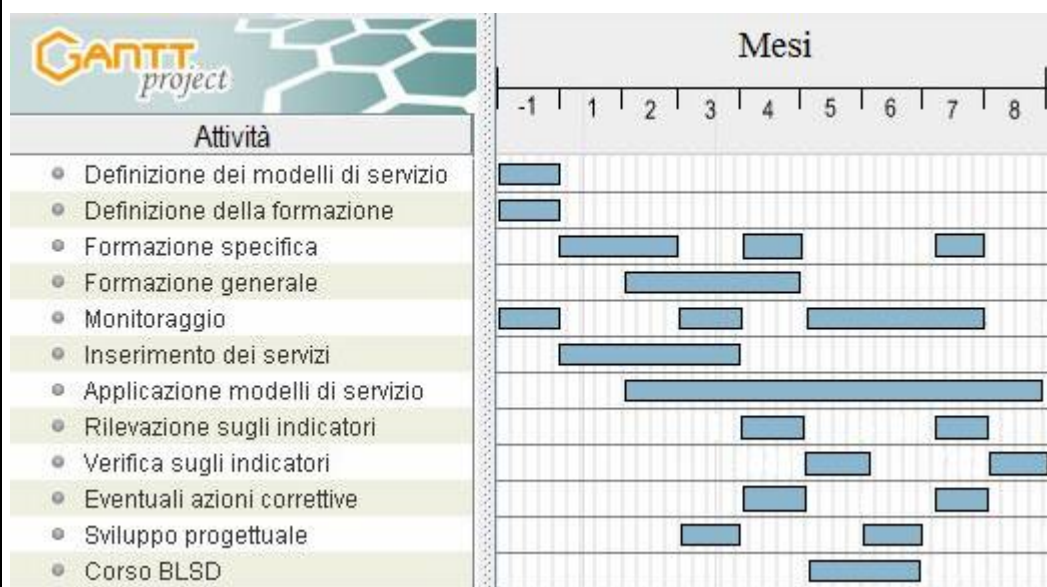 GANTT
project
Mesi
-1 1 2 3 4 5 6 7 8
Attività
Definizione dei modelli di servizio
Definizione della formazione
Formazione specifica
Formazione generale
Monitoraggio
Inserimento dei servizi
Applicazione modelli di servizio
Rilevazione sugli indicatori
Verifica sugli indicatori
Eventuali azioni correttive
Sviluppo progettuale
Corso BLSD